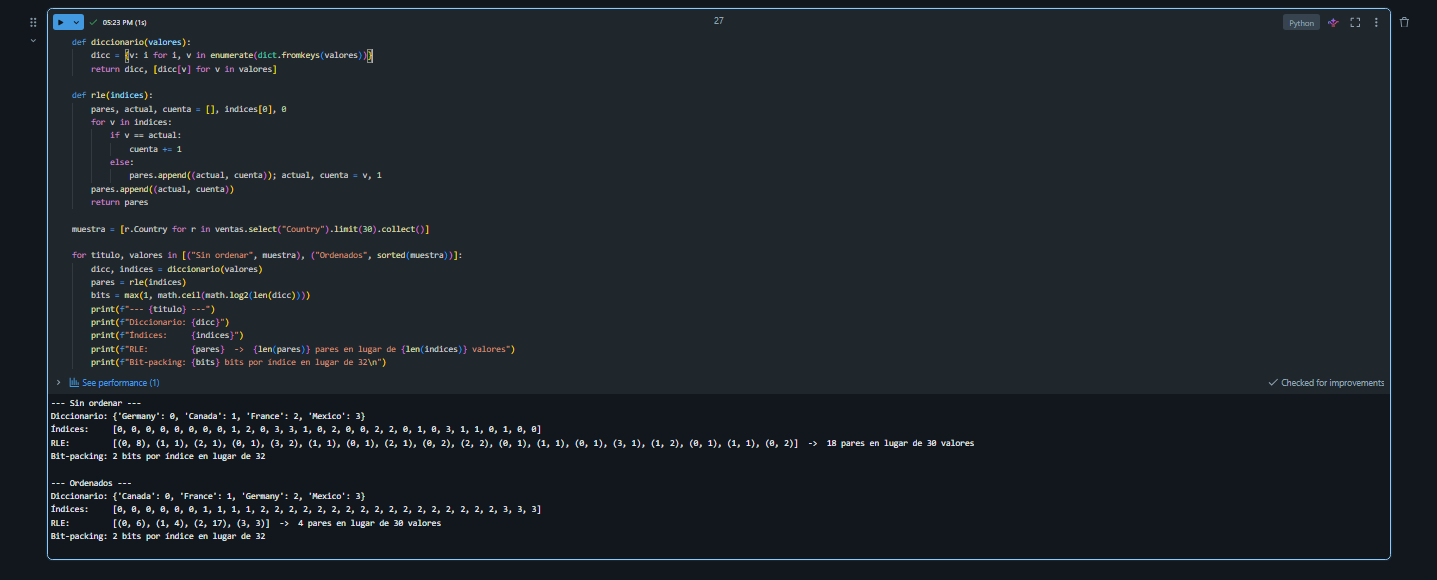 05:23 PM (1s)
27
Python
def diccionario(valores):
    dicc = {v: i for i, v in enumerate(dict.fromkeys(valores))}
    return dicc, [dicc[v] for v in valores]
def rle(indices):
    pares, actual, cuenta = [], indices[0], 0
    for v in indices:
        if v == actual:
            cuenta += 1
        else:
            pares.append((actual, cuenta)); actual, cuenta = v, 1
    pares.append((actual, cuenta))
    return pares
muestra = [r.Country for r in ventas.select("Country").limit(30).collect()]
for titulo, valores in [("Sin ordenar", muestra), ("Ordenados", sorted(muestra))]:
    dicc, indices = diccionario(valores)
    pares = rle(indices)
    bits = max(1, math.ceil(math.log2(len(dicc))))
    print(f"--- {titulo} ---")
    print(f"Diccionario: {dicc}")
    print(f"Índices:     {indices}")
    print(f"RLE:         {pares}  ->  {len(pares)} pares en lugar de {len(indices)} valores")
    print(f"Bit-packing: {bits} bits por índice en lugar de 32\n")
See performance (1)
Checked for improvements
--- Sin ordenar ---
Diccionario: {'Germany': 0, 'Canada': 1, 'France': 2, 'Mexico': 3}
Índices:     [0, 0, 0, 0, 0, 0, 0, 0, 1, 2, 0, 3, 3, 1, 0, 2, 0, 0, 2, 2, 0, 1, 0, 3, 1, 1, 0, 1, 0, 0]
RLE:         [(0, 8), (1, 1), (2, 1), (0, 1), (3, 2), (1, 1), (0, 1), (2, 1), (0, 2), (2, 2), (0, 1), (1, 1), (0, 1), (3, 1), (1, 2), (0, 1), (1, 1), (0, 2)]  ->  18 pares en lugar de 30 valores
Bit-packing: 2 bits por índice en lugar de 32
--- Ordenados ---
Diccionario: {'Canada': 0, 'France': 1, 'Germany': 2, 'Mexico': 3}
Índices:     [0, 0, 0, 0, 0, 0, 1, 1, 1, 1, 2, 2, 2, 2, 2, 2, 2, 2, 2, 2, 2, 2, 2, 2, 2, 2, 2, 3, 3, 3]
RLE:         [(0, 6), (1, 4), (2, 17), (3, 3)]  ->  4 pares en lugar de 30 valores
Bit-packing: 2 bits por índice en lugar de 32